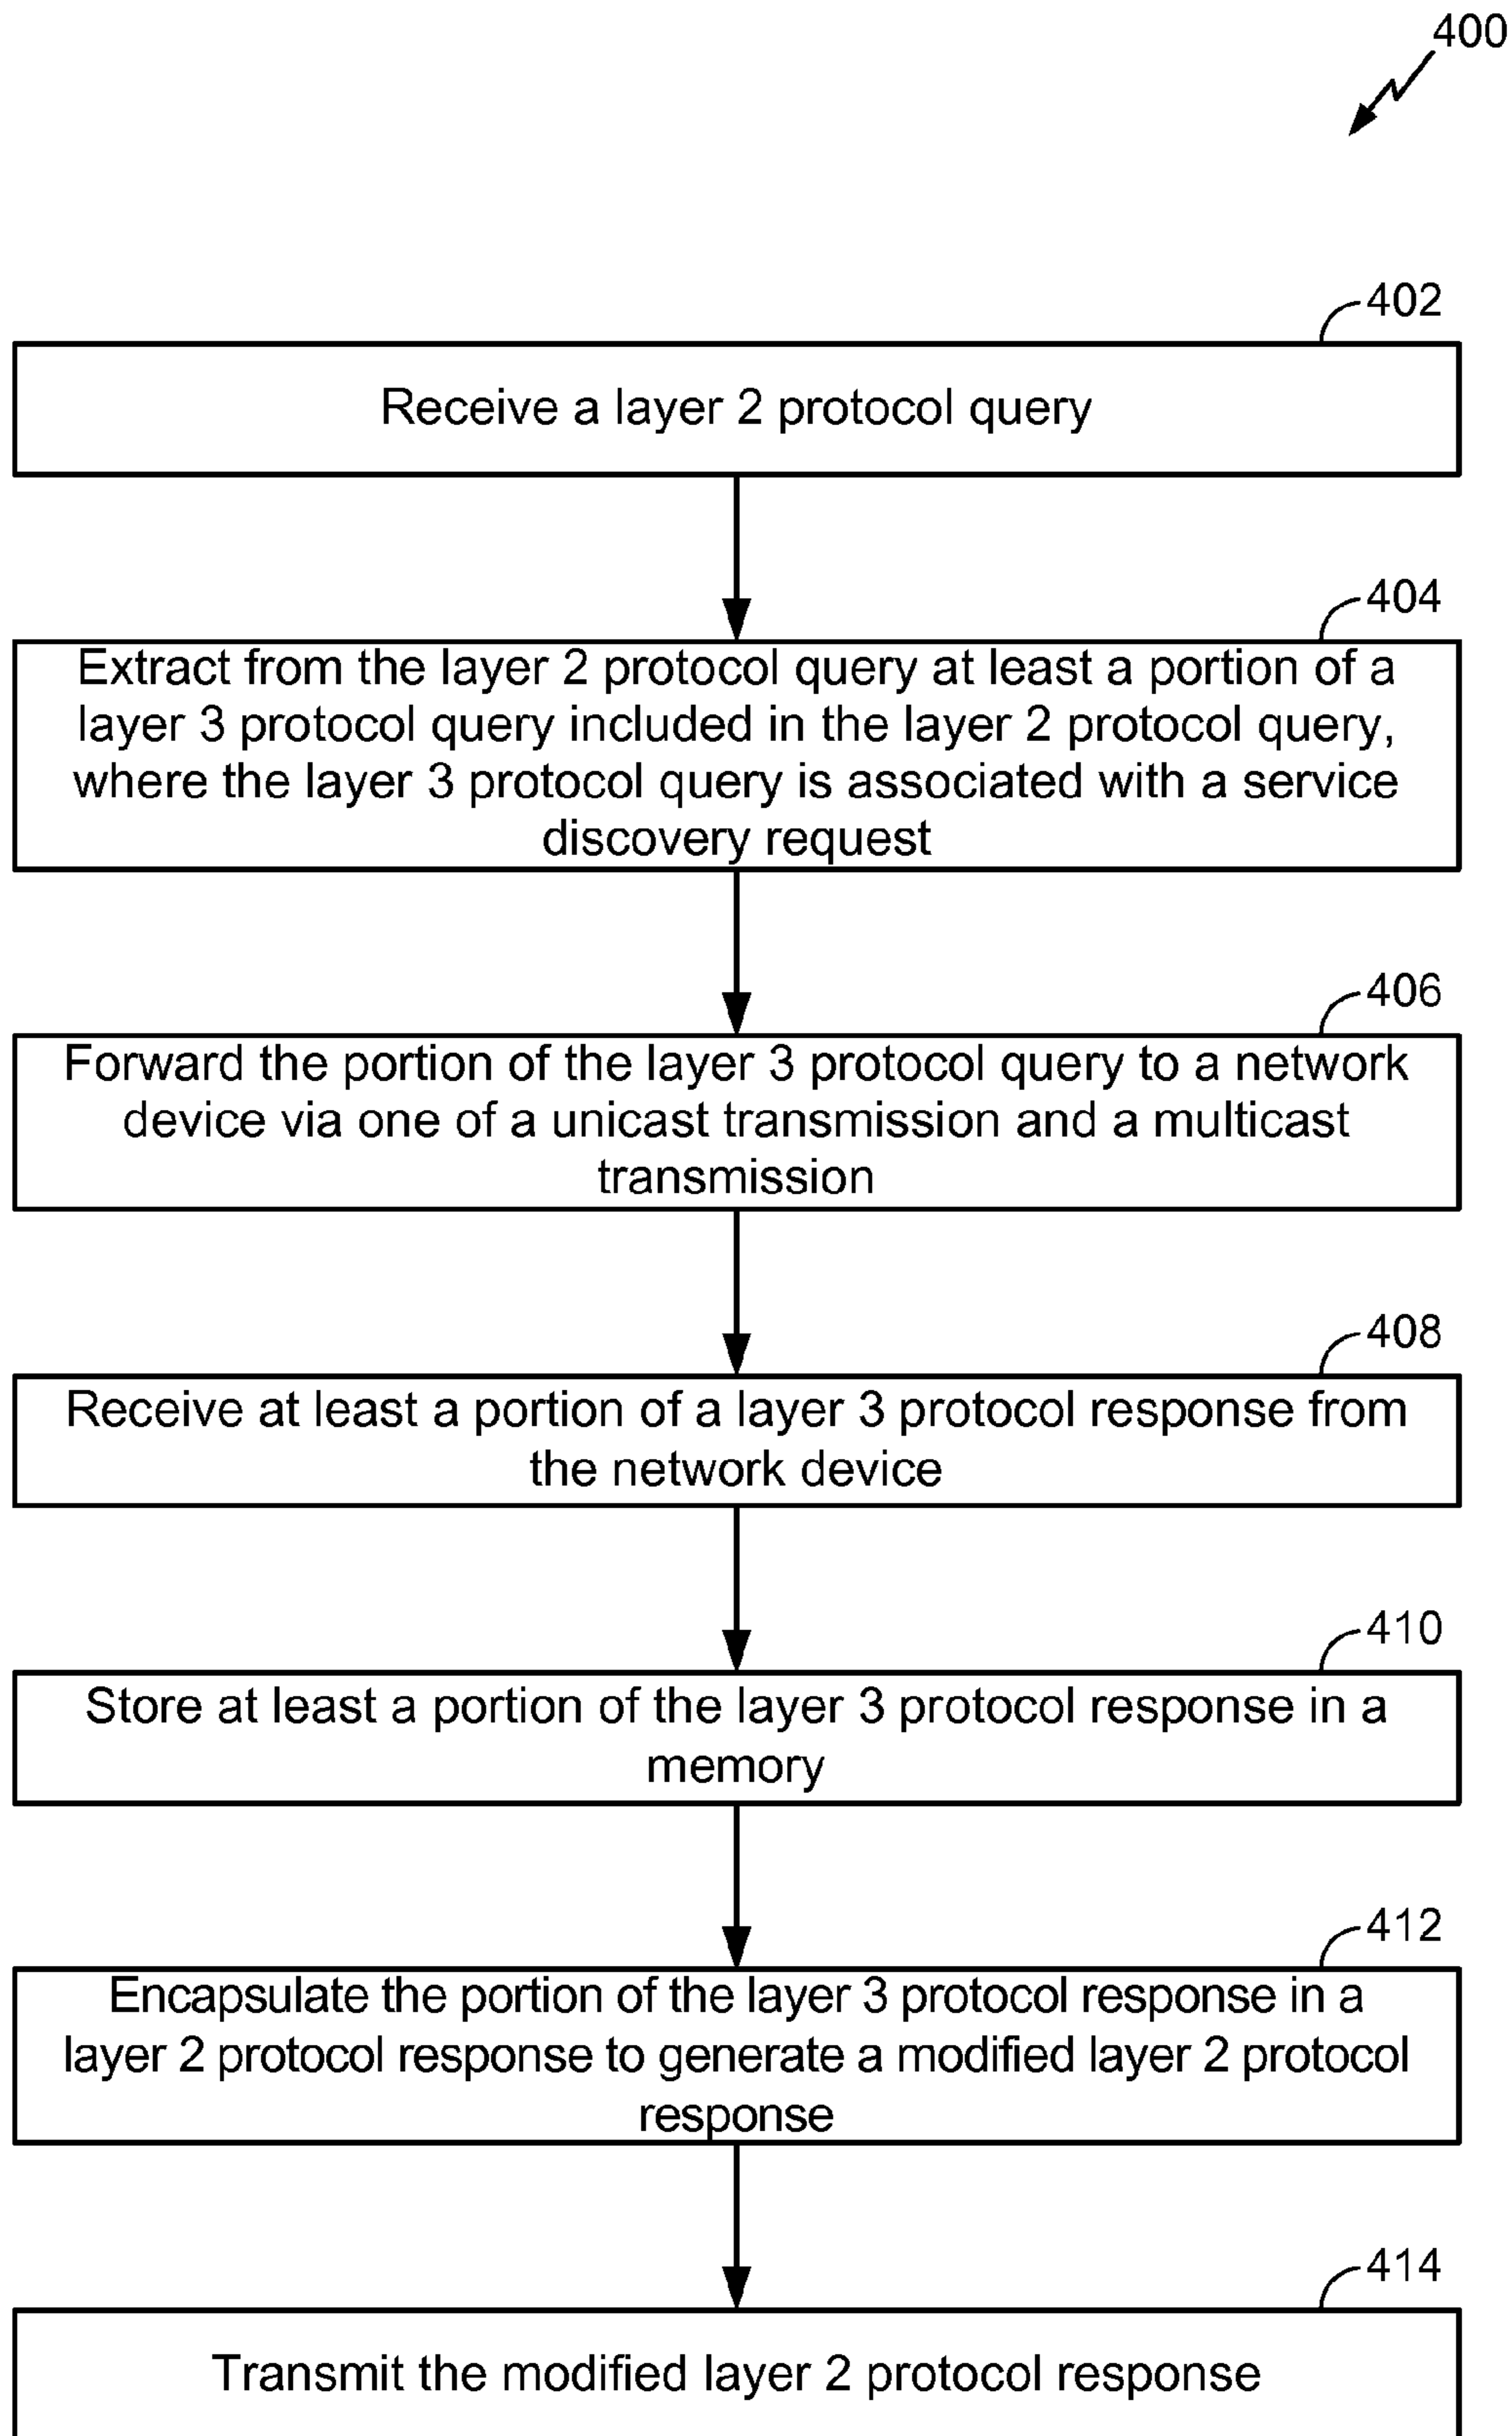 400
402
Receive a layer 2 protocol query
404
Extract from the layer 2 protocol query at least a portion of a
layer 3 protocol query included in the layer 2 protocol query,
where the layer 3 protocol query is associated with a service
discovery request
406
Forward the portion of the layer 3 protocol query to a network
device via one of a unicast transmission and a multicast
transmission
408
Receive at least a portion of a layer 3 protocol response from
the network device
410
Store at least a portion of the layer 3 protocol response in a
memory
412
Encapsulate the portion of the layer 3 protocol response in a
layer 2 protocol response to generate a modified layer 2 protocol
response
414
Transmit the modified layer 2 protocol response